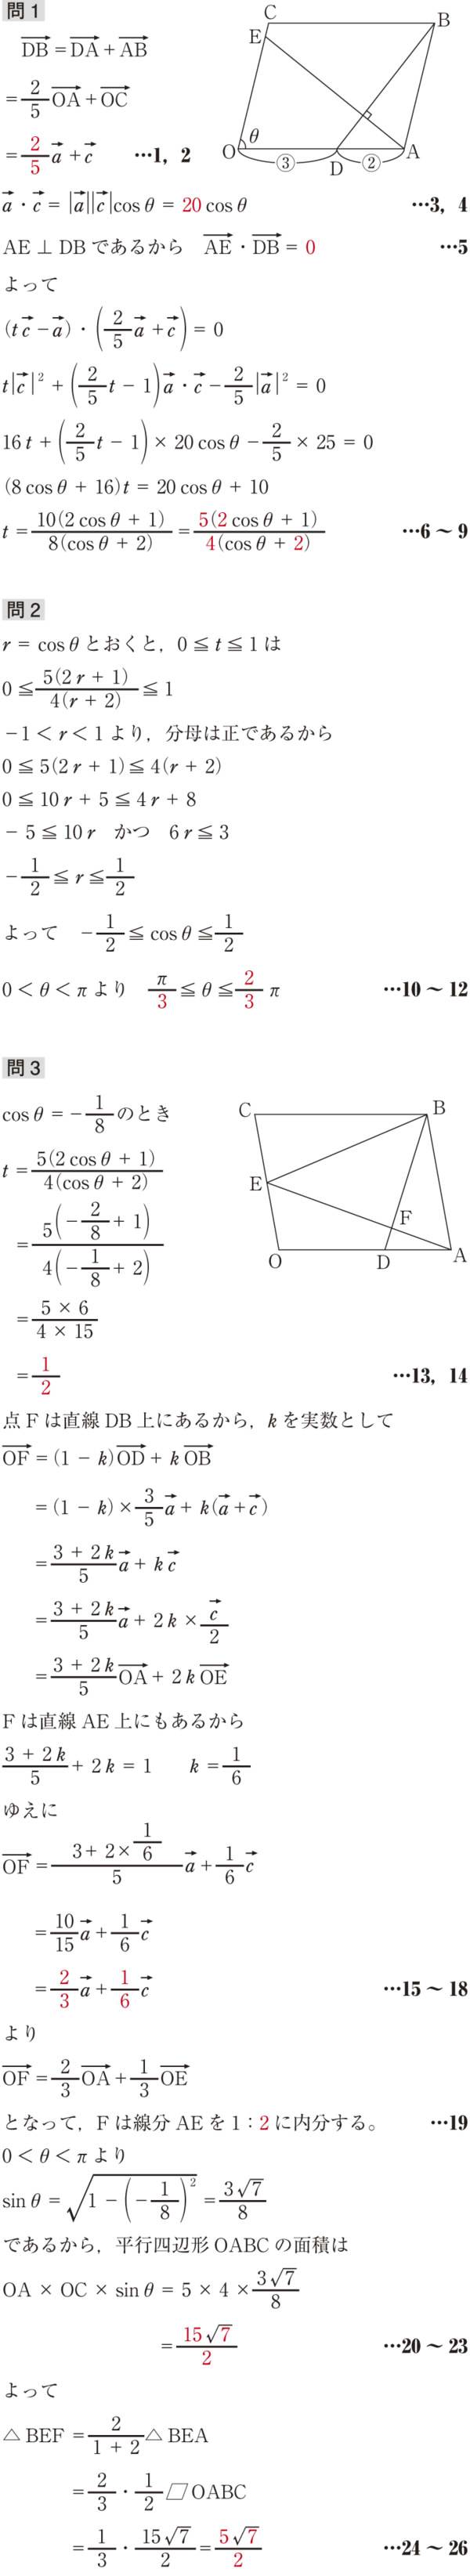 問1
$\overrightarrow{DB} = \overrightarrow{DA} + \overrightarrow{AB}$
$= \frac{2}{5}\overrightarrow{OA} + \overrightarrow{OC}$
$= \frac{2}{5}\vec{a} + \vec{c}$ …1, 2
C
B
E
θ
O
③
D
②
A
$\vec{a} \cdot \vec{c} = |\vec{a}||\vec{c}|\cos\theta = 20\cos\theta$ …3, 4
AE ⊥ DB であるから $\overrightarrow{AE} \cdot \overrightarrow{DB} = 0$ …5
よって
$(t\vec{c} - \vec{a}) \cdot \left(\frac{2}{5}\vec{a} + \vec{c}\right) = 0$
$t|\vec{c}|^2 + \left(\frac{2}{5}t - 1\right)\vec{a} \cdot \vec{c} - \frac{2}{5}|\vec{a}|^2 = 0$
$16t + \left(\frac{2}{5}t - 1\right) \times 20\cos\theta - \frac{2}{5} \times 25 = 0$
$(8\cos\theta + 16)t = 20\cos\theta + 10$
$t = \frac{10(2\cos\theta + 1)}{8(\cos\theta + 2)} = \frac{5(2\cos\theta + 1)}{4(\cos\theta + 2)}$ …6～9
問2
$r = \cos\theta$ とおくと, $0 ≦ t ≦ 1$ は
$0 ≦ \frac{5(2r + 1)}{4(r + 2)} ≦ 1$
$-1 < r < 1$ より, 分母は正であるから
$0 ≦ 5(2r + 1) ≦ 4(r + 2)$
$0 ≦ 10r + 5 ≦ 4r + 8$
$-5 ≦ 10r$ かつ $6r ≦ 3$
$-\frac{1}{2} ≦ r ≦ \frac{1}{2}$
よって $-\frac{1}{2} ≦ \cos\theta ≦ \frac{1}{2}$
$0 < \theta < \pi$ より $\frac{\pi}{3} ≦ \theta ≦ \frac{2}{3}\pi$ …10～12
問3
$\cos\theta = -\frac{1}{8}$ のとき
$t = \frac{5(2\cos\theta + 1)}{4(\cos\theta + 2)}$
$= \frac{5\left(-\frac{2}{8} + 1\right)}{4\left(-\frac{1}{8} + 2\right)}$
$= \frac{5 \times 6}{4 \times 15}$
$= \frac{1}{2}$ …13, 14
C
B
E
F
O
D
A
点 F は直線 DB 上にあるから, $k$ を実数として
$\overrightarrow{OF} = (1 - k)\overrightarrow{OD} + k\overrightarrow{OB}$
$= (1 - k) \times \frac{3}{5}\vec{a} + k(\vec{a} + \vec{c})$
$= \frac{3 + 2k}{5}\vec{a} + k\vec{c}$
$= \frac{3 + 2k}{5}\vec{a} + 2k \times \frac{\vec{c}}{2}$
$= \frac{3 + 2k}{5}\overrightarrow{OA} + 2k\overrightarrow{OE}$
F は直線 AE 上にもあるから
$\frac{3 + 2k}{5} + 2k = 1$ $k = \frac{1}{6}$
ゆえに
$\overrightarrow{OF} = \frac{3 + 2 \times \frac{1}{6}}{5}\vec{a} + \frac{1}{6}\vec{c}$
$= \frac{10}{15}\vec{a} + \frac{1}{6}\vec{c}$
$= \frac{2}{3}\vec{a} + \frac{1}{6}\vec{c}$ …15～18
より
$\overrightarrow{OF} = \frac{2}{3}\overrightarrow{OA} + \frac{1}{3}\overrightarrow{OE}$
となって, F は線分 AE を 1：2 に内分する。 …19
$0 < \theta < \pi$ より
$\sin\theta = \sqrt{1 - \left(-\frac{1}{8}\right)^2} = \frac{3\sqrt{7}}{8}$
であるから, 平行四辺形 OABC の面積は
$OA \times OC \times \sin\theta = 5 \times 4 \times \frac{3\sqrt{7}}{8}$
$= \frac{15\sqrt{7}}{2}$ …20～23
よって
$△BEF = \frac{2}{1 + 2}△BEA$
$= \frac{2}{3} \cdot \frac{1}{2}▱OABC$
$= \frac{1}{3} \cdot \frac{15\sqrt{7}}{2} = \frac{5\sqrt{7}}{2}$ …24～26